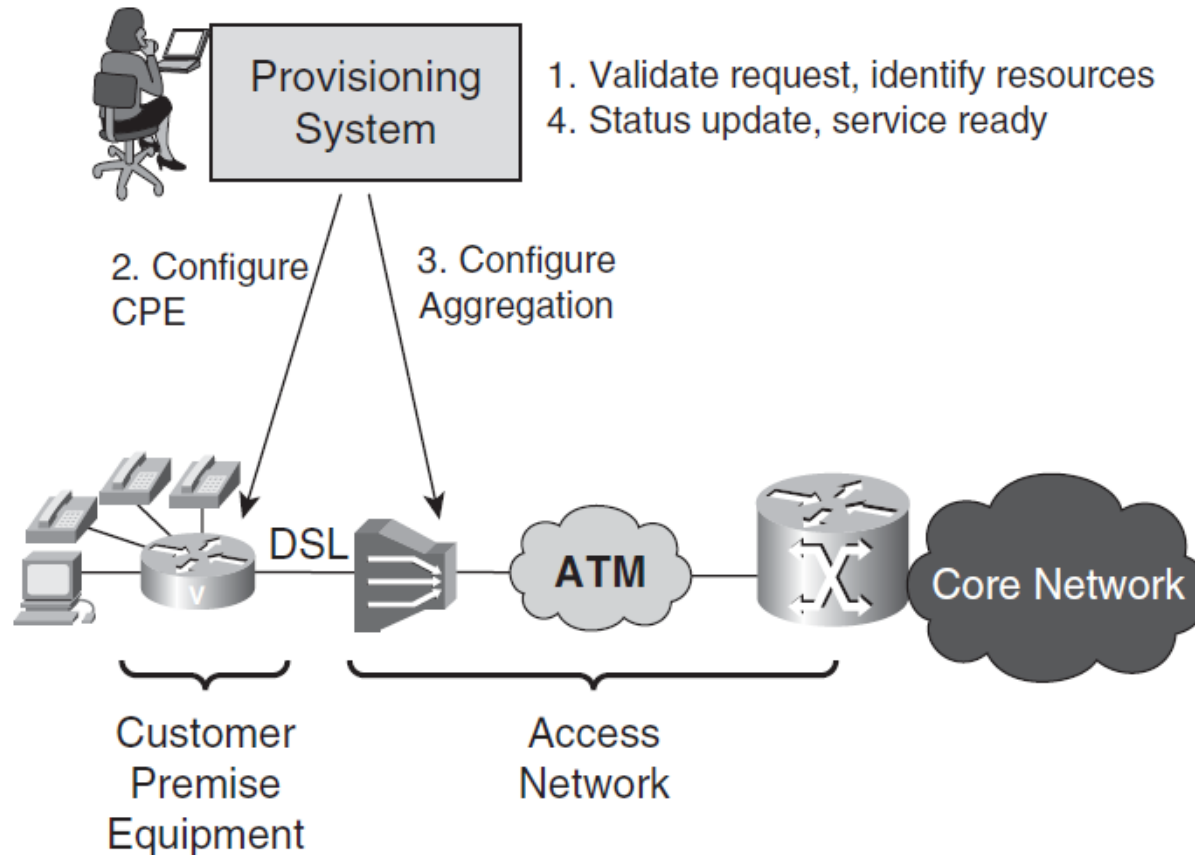 Provisioning
System
1. Validate request, identify resources
4. Status update, service ready
2. Configure
CPE
3. Configure
Aggregation
DSL
V
ATM
Core Network
Customer
Premise
Equipment
Access
Network